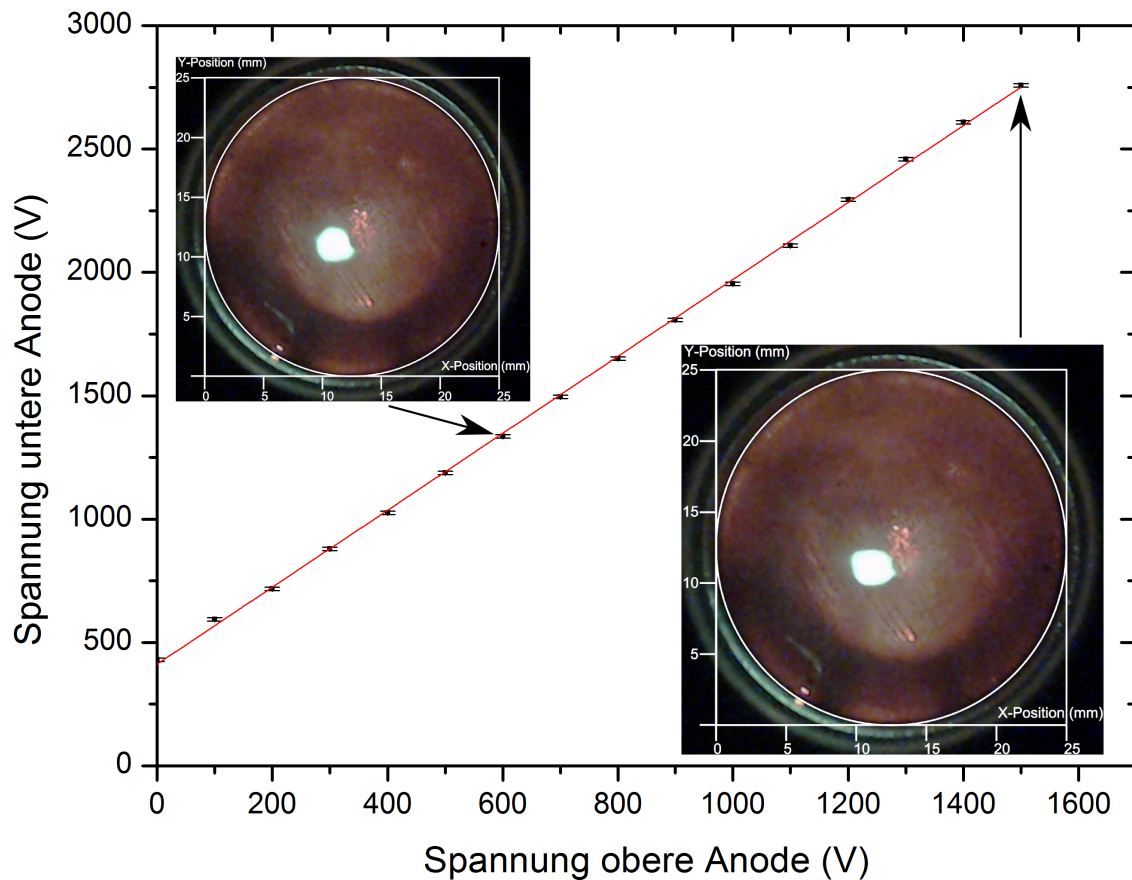 3000
2500
2000
1500
1000
500
0
Spannung untere Anode (V)
Y-Position (mm)
25
20
15
10
5
X-Position (mm)
0 5 10 15 20 25
Y-Position (mm)
25
20
15
10
5
X-Position (mm)
0 5 10 15 20 25
0 200 400 600 800 1000 1200 1400 1600
Spannung obere Anode (V)